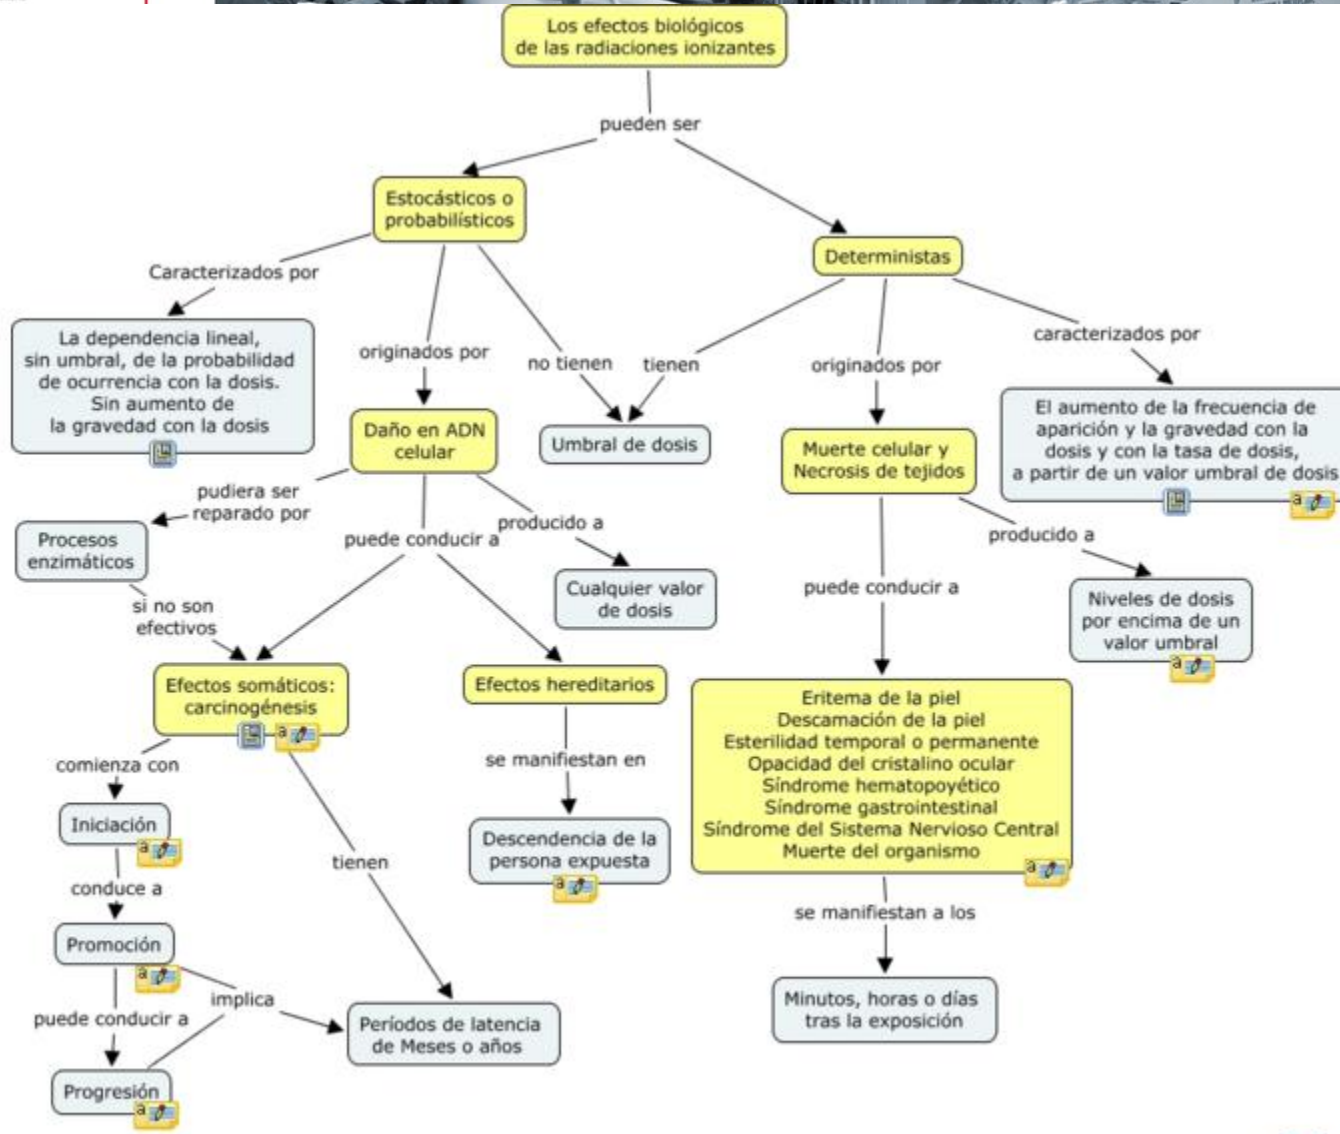 Los efectos biológicos
de las radiaciones ionizantes
pueden ser
Estocásticos o
probabilísticos
Deterministas
Caracterizados por
La dependencia lineal,
sin umbral, de la probabilidad
de ocurrencia con la dosis.
Sin aumento de
la gravedad con la dosis
originados por
no tienen
tienen
originados por
caracterizados por
Daño en ADN
celular
Umbral de dosis
Muerte celular y
Necrosis de tejidos
El aumento de la frecuencia de
aparición y la gravedad con la
dosis y con la tasa de dosis,
a partir de un valor umbral de dosis
pudiera ser
reparado por
puede conducir a
producido a
producido a
Procesos
enzimáticos
Cualquier valor
de dosis
puede conducir a
Niveles de dosis
por encima de un
valor umbral
si no son
efectivos
Efectos somáticos:
carcinogénesis
Efectos hereditarios
Eritema de la piel
Descamación de la piel
Esterilidad temporal o permanente
Opacidad del cristalino ocular
Síndrome hematopoyético
Síndrome gastrointestinal
Síndrome del Sistema Nervioso Central
Muerte del organismo
comienza con
se manifiestan en
Iniciación
Descendencia de la
persona expuesta
tienen
conduce a
se manifiestan a los
Promoción
implica
Minutos, horas o días
tras la exposición
puede conducir a
Períodos de latencia
de Meses o años
Progresión